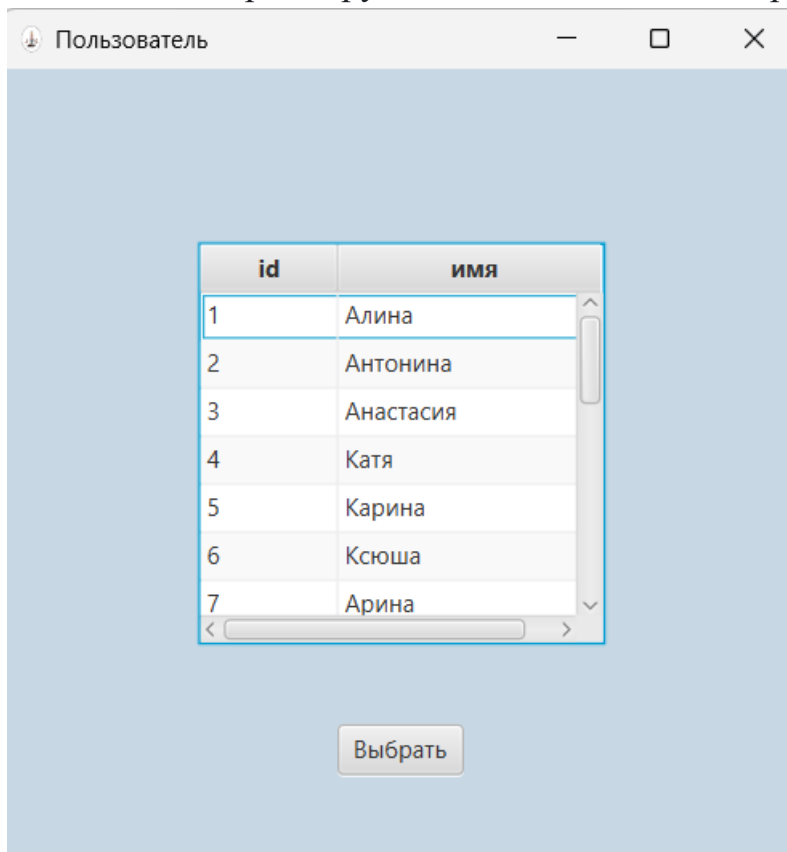 Пользователь
id имя
1 Алина
2 Антонина
3 Анастасия
4 Катя
5 Карина
6 Ксюша
7 Арина
Выбрать